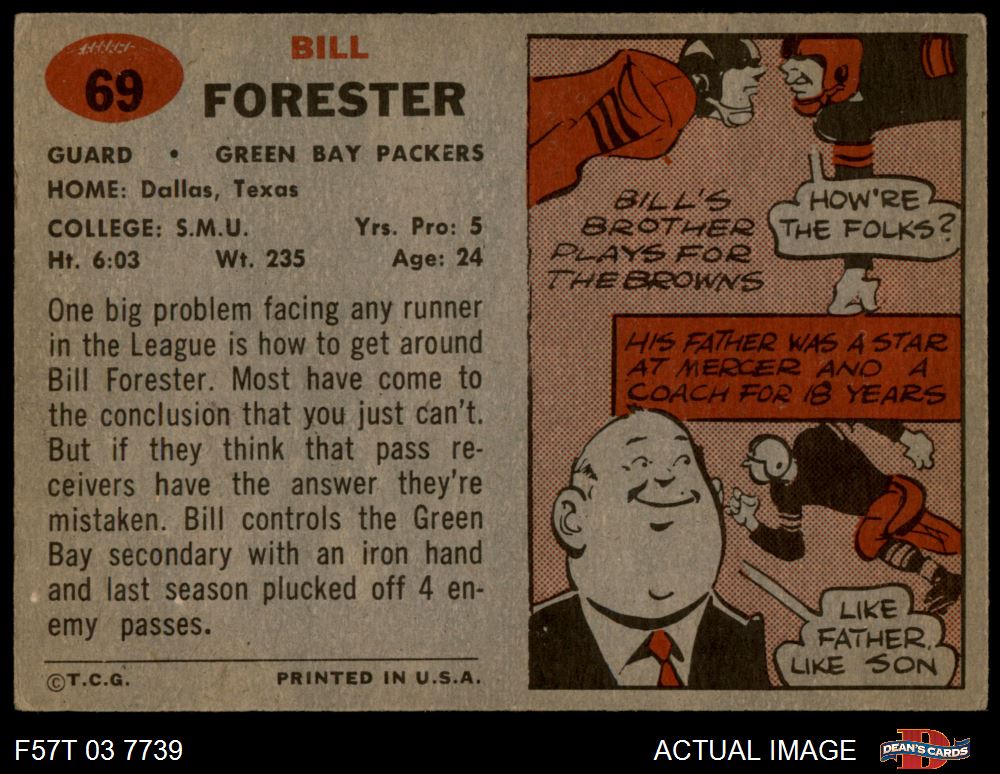 69
BILL
FORESTER
GUARD • GREEN BAY PACKERS
HOME: Dallas, Texas
COLLEGE: S.M.U. Yrs. Pro: 5
Ht. 6:03 Wt. 235 Age: 24
One big problem facing any runner
in the League is how to get around
Bill Forester. Most have come to
the conclusion that you just can't.
But if they think that pass re-
ceivers have the answer they're
mistaken. Bill controls the Green
Bay secondary with an iron hand
and last season plucked off 4 en-
emy passes.
©T.C.G. PRINTED IN U.S.A.
BILL'S
BROTHER
PLAYS FOR
THE BROWNS
HOW'RE
THE FOLKS?
HIS FATHER WAS A STAR
AT MERCER AND A
COACH FOR 18 YEARS
LIKE
FATHER,
LIKE SON
F57T 03 7739
ACTUAL IMAGE
DEAN'S CARDS